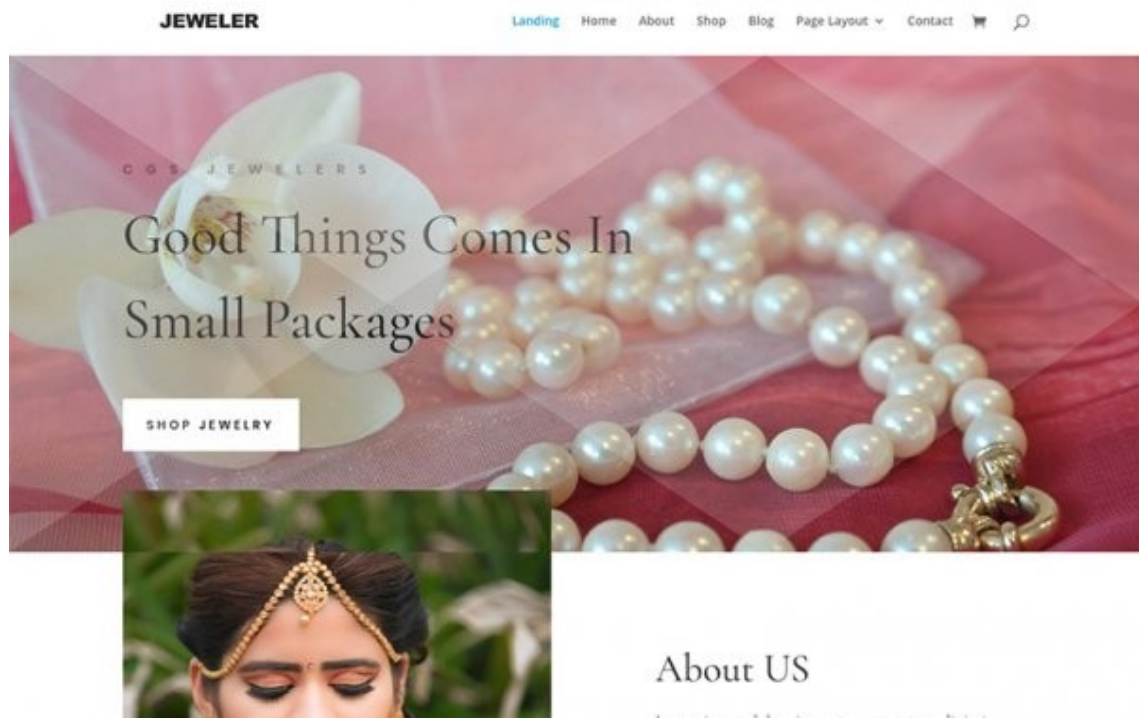 JEWELER
Landing Home About Shop Blog Page Layout Contact
CGS JEWELERS
Good Things Comes In
Small Packages
SHOP JEWELRY
About US